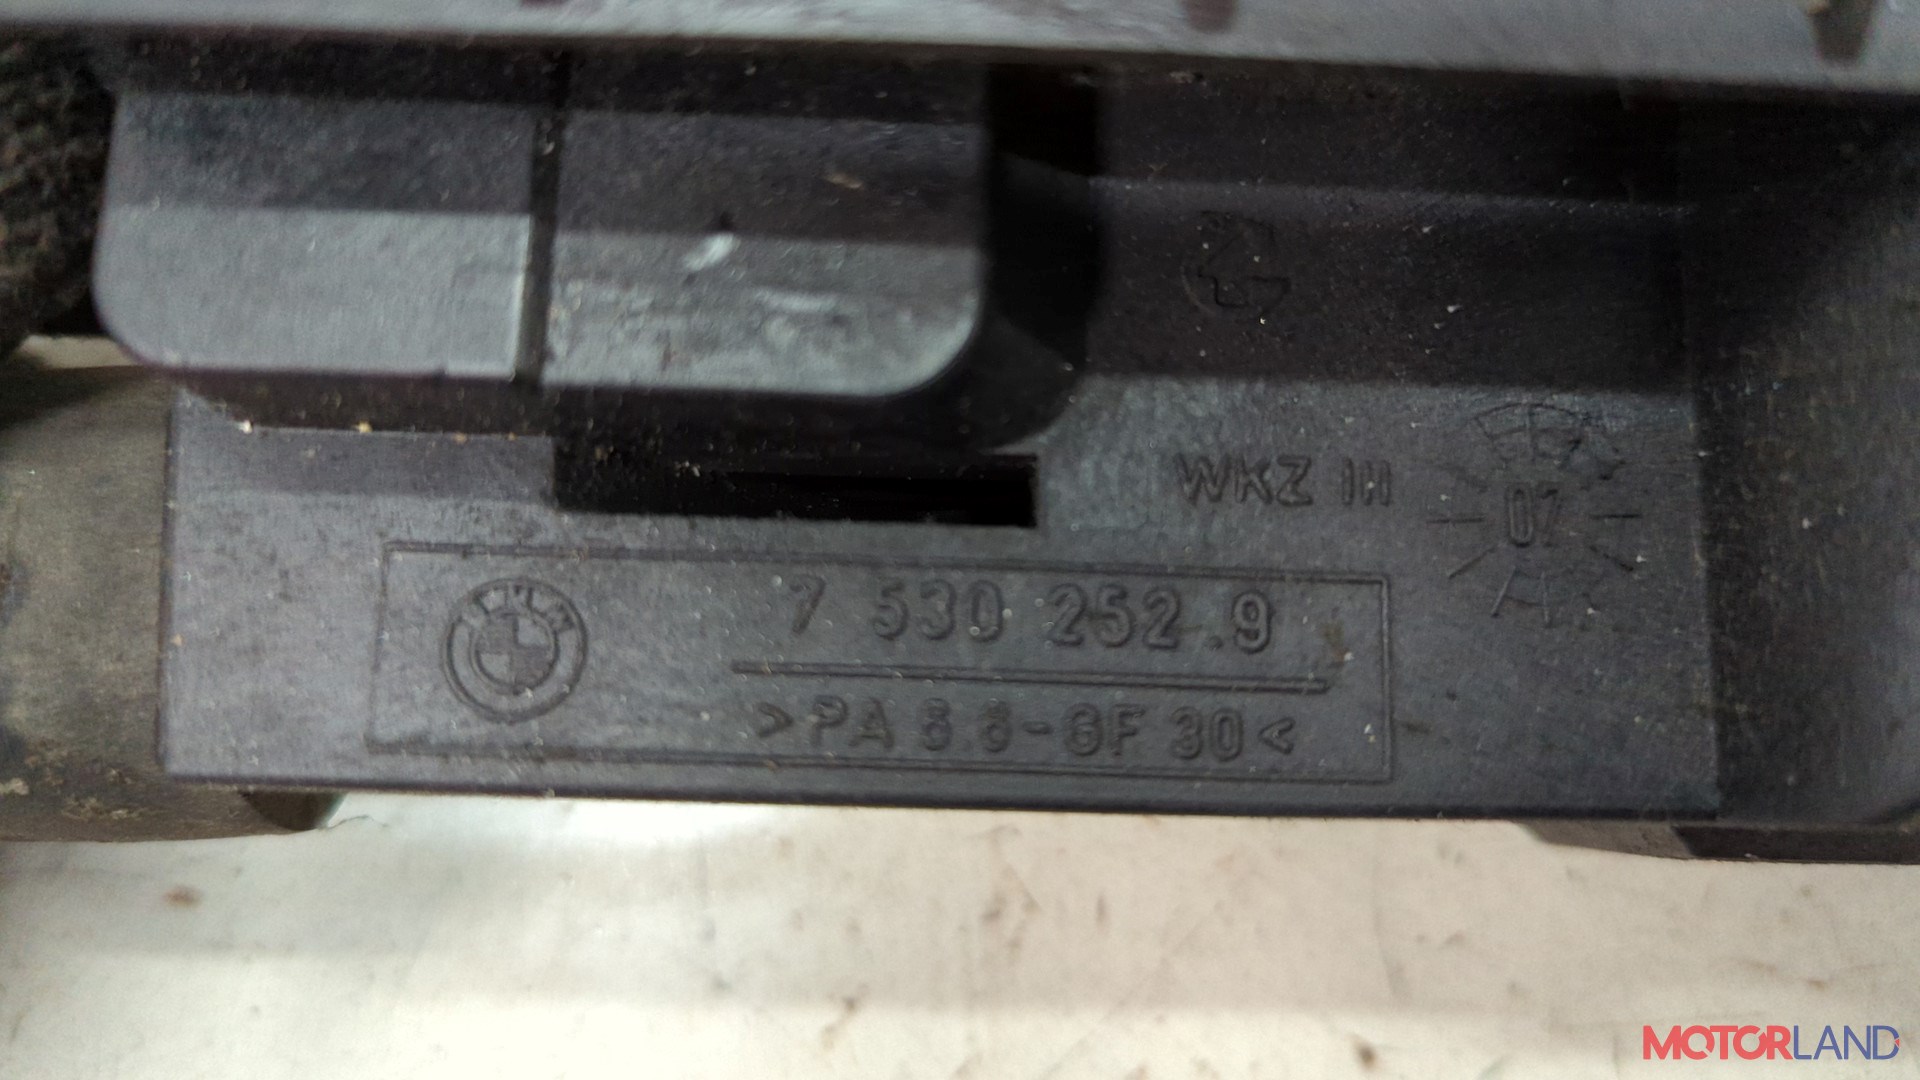 WKZ III
07
7 530 252.9
>PA 6.6-GF 30<
MOTORLAND